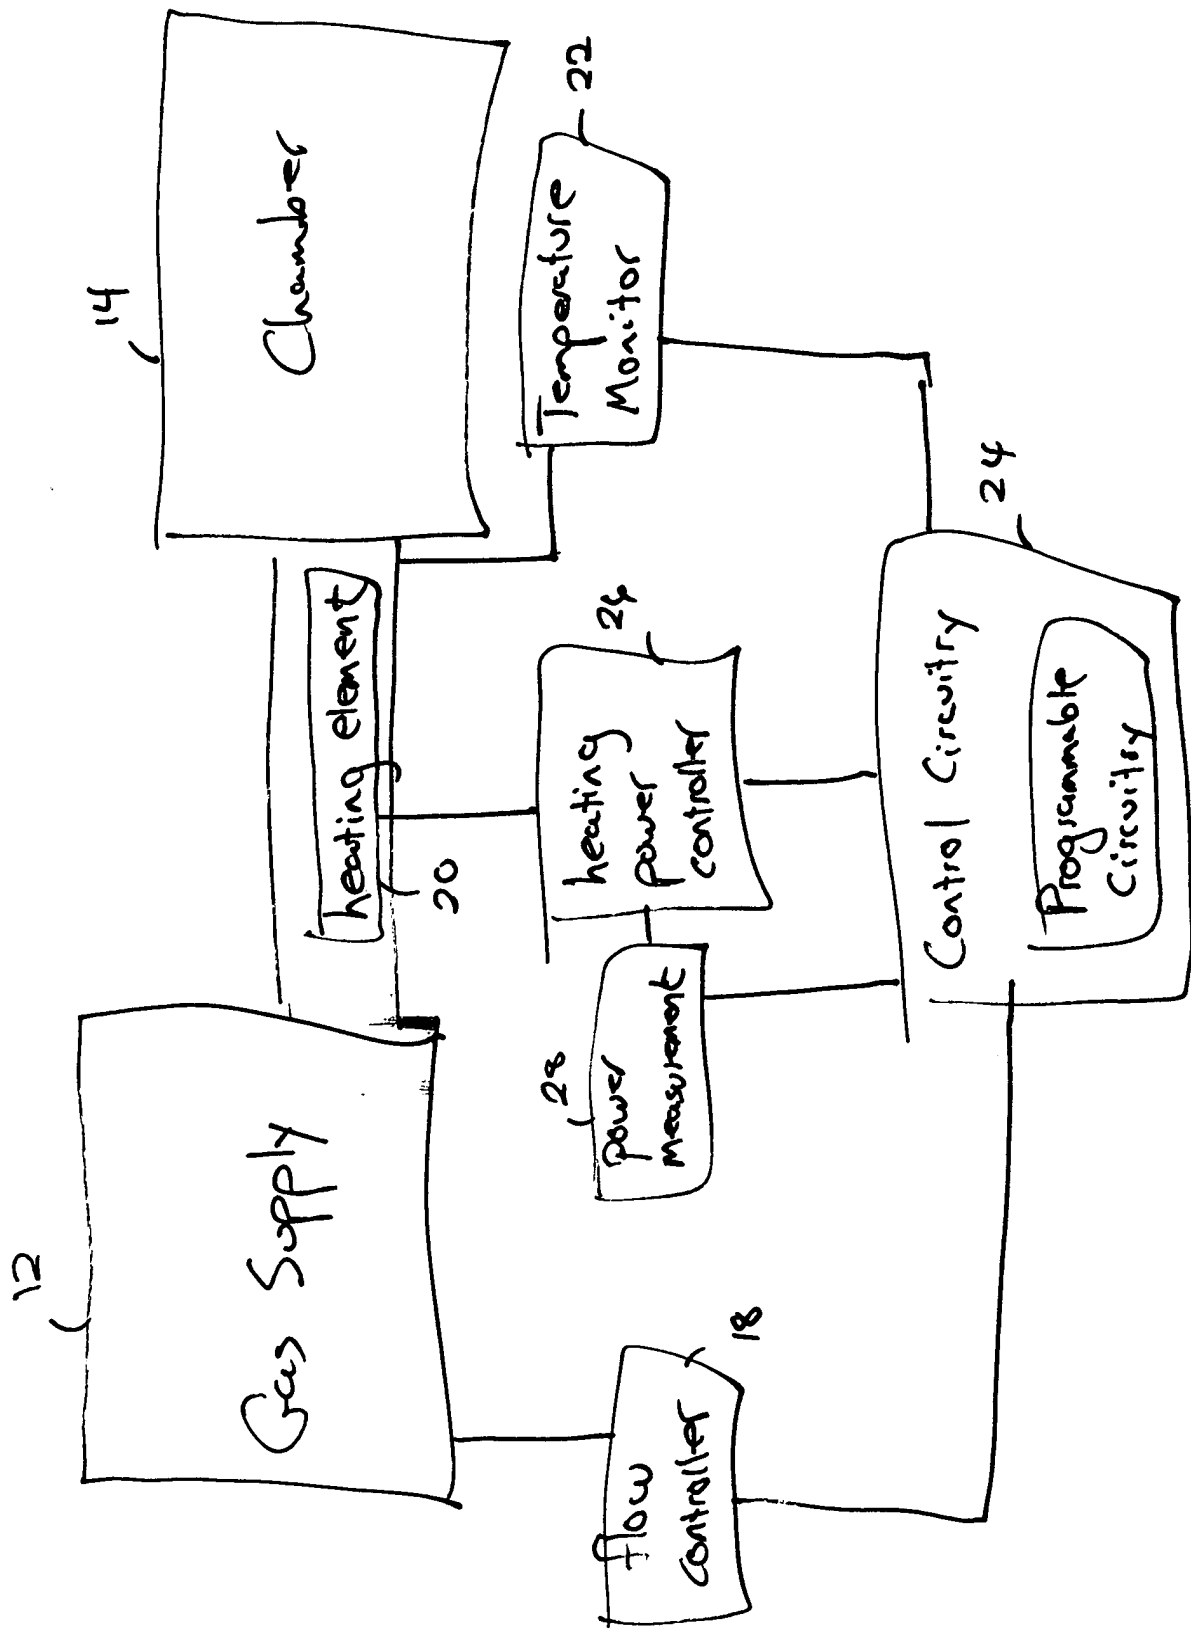 12
14
Gas Supply
heating element
Chamber
20
28
26
22
flow
controller
18
power
measurement
heating
power
controller
Temperature
Monitor
24
Control Circuitry
Programmable
Circuitry